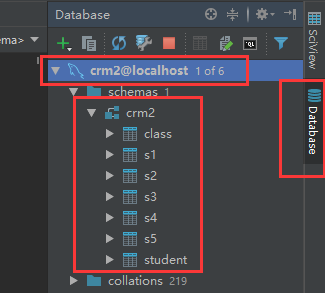 Database
ema>
crm2@localhost 1 of 6
schemas 1
crm2
class
s1
s2
s3
s4
s5
student
collations 219
SciView
Database